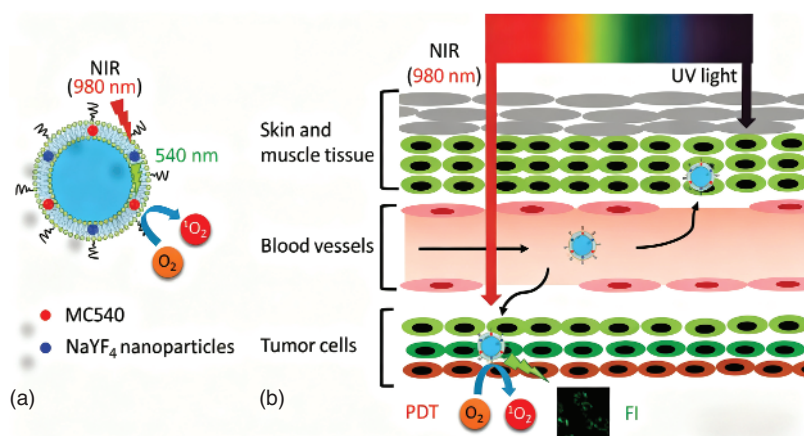 NIR
(980 nm)
540 nm
¹O₂
O₂
MC540
NaYF₄ nanoparticles
(a)
NIR
(980 nm)
UV light
Skin and
muscle tissue
Blood vessels
Tumor cells
(b)
PDT
O₂
¹O₂
FI